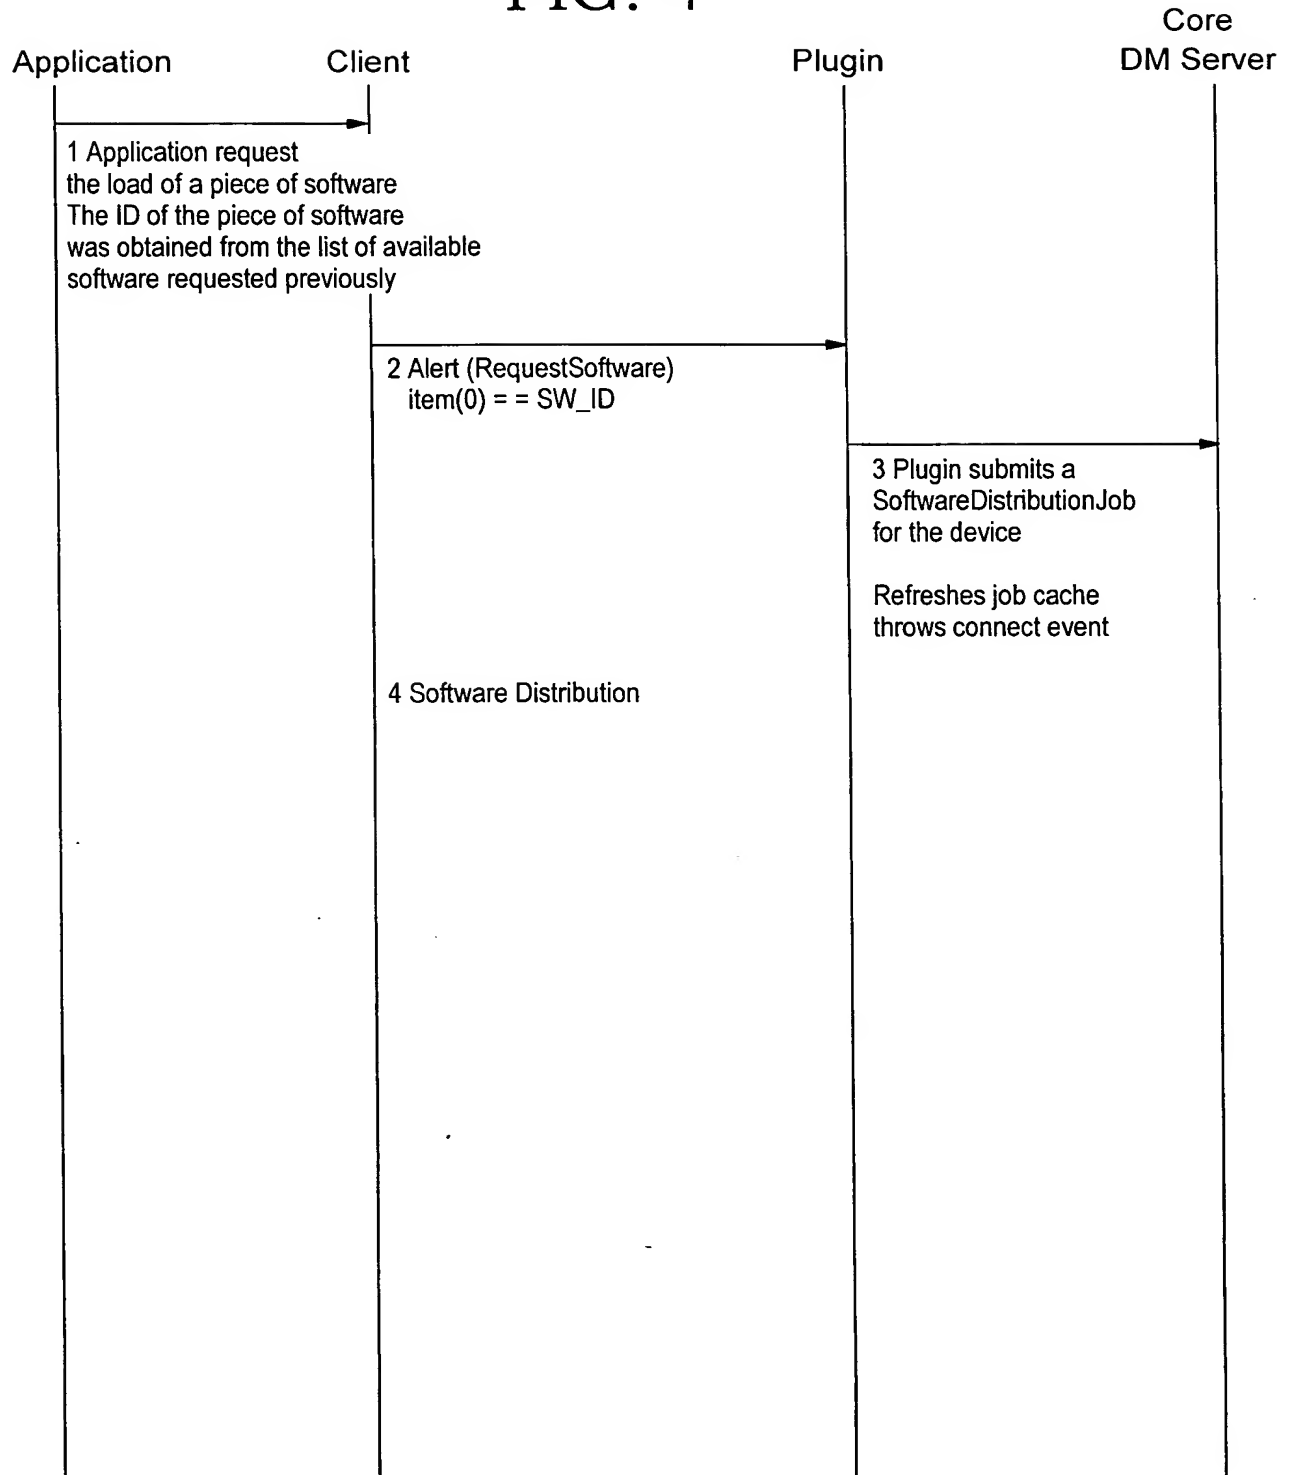 FIG. 4
Core
Application Client Plugin DM Server
1 Application request
the load of a piece of software
The ID of the piece of software
was obtained from the list of available
software requested previously
2 Alert (RequestSoftware)
item(0) = = SW_ID
3 Plugin submits a
SoftwareDistributionJob
for the device
Refreshes job cache
throws connect event
4 Software Distribution